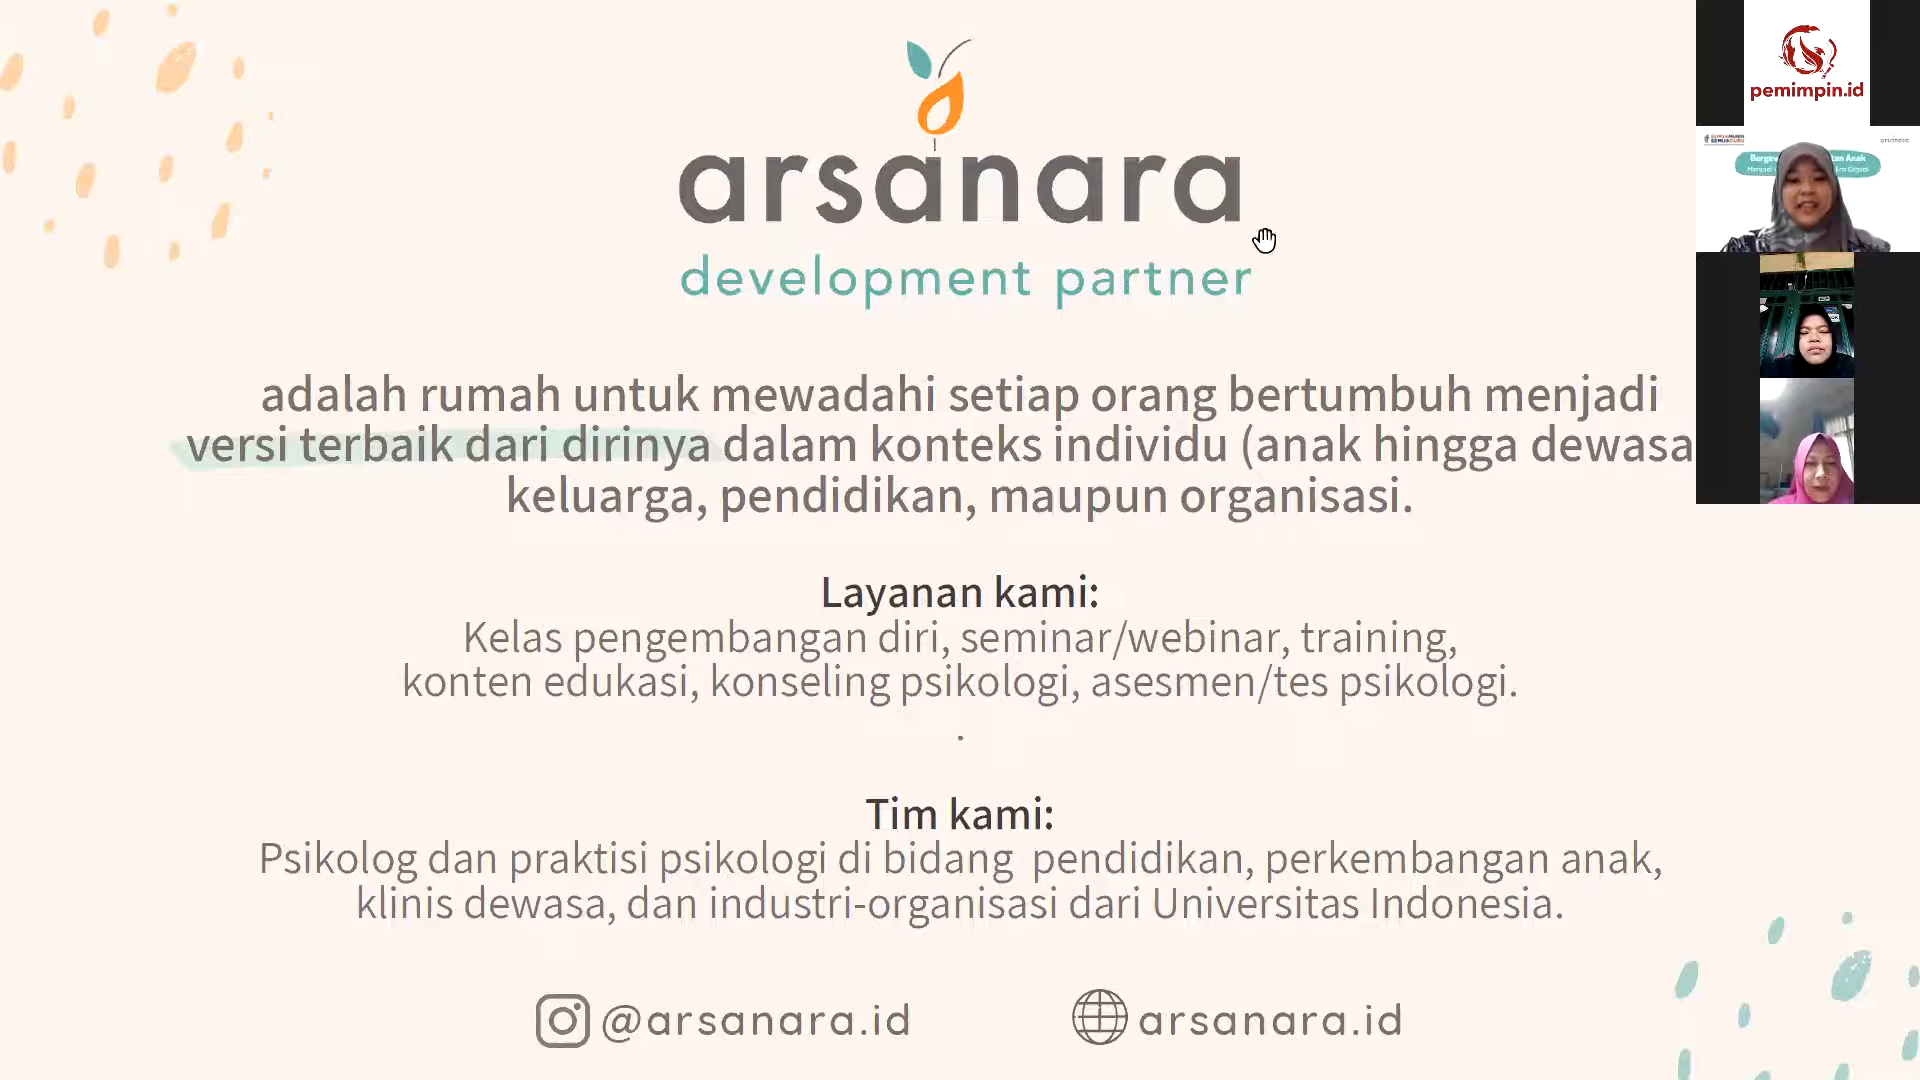 arsanara
development partner
adalah rumah untuk mewadahi setiap orang bertumbuh menjadi
versi terbaik dari dirinya dalam konteks individu (anak hingga dewasa
keluarga, pendidikan, maupun organisasi.
Layanan kami:
Kelas pengembangan diri, seminar/webinar, training,
konten edukasi, konseling psikologi, asesmen/tes psikologi.
.
Tim kami:
Psikolog dan praktisi psikologi di bidang pendidikan, perkembangan anak,
klinis dewasa, dan industri-organisasi dari Universitas Indonesia.
@arsanara.id
arsanara.id
pemimpin.id
arsanara